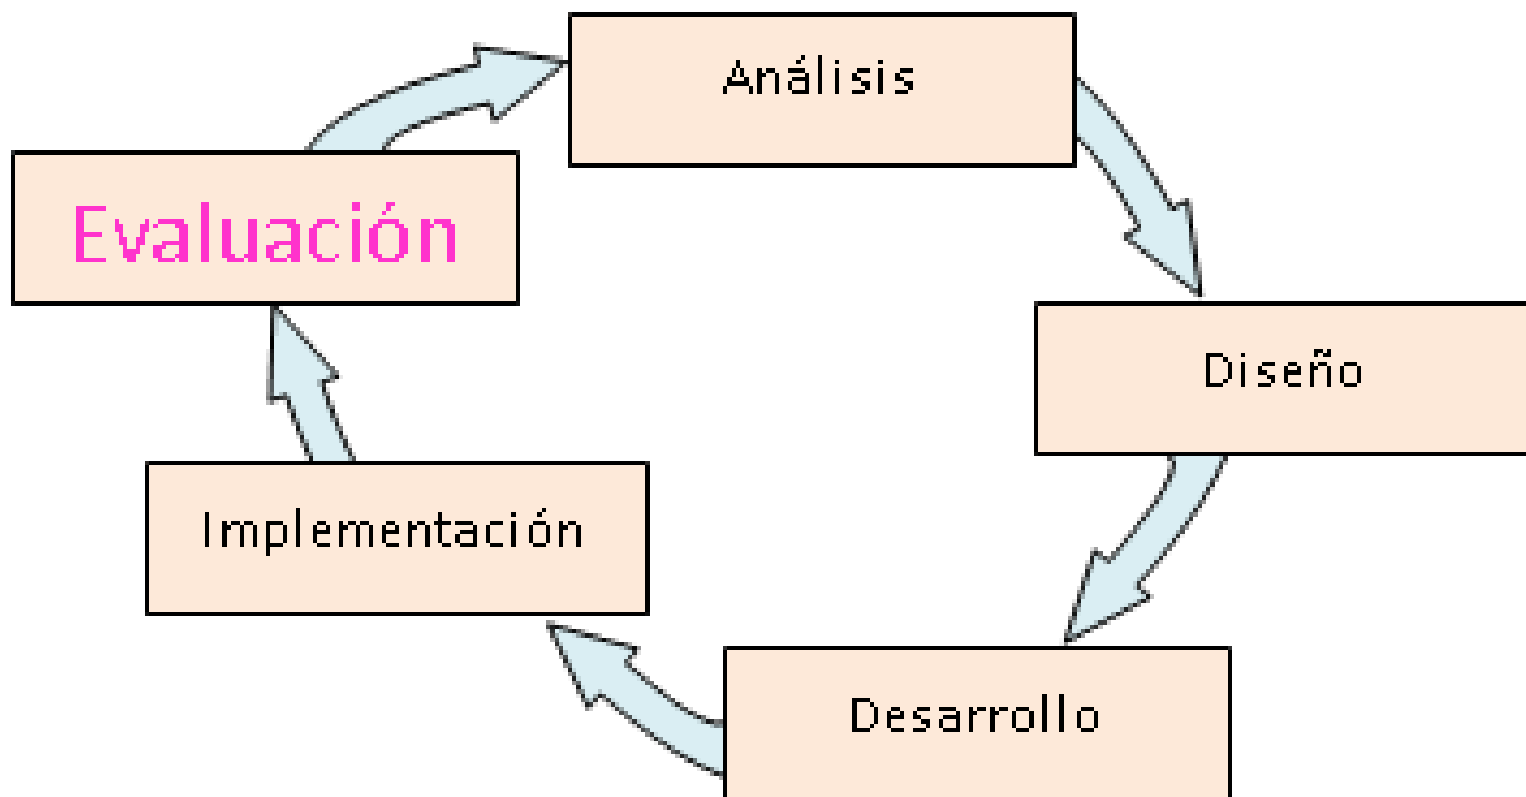 Análisis
Evaluación
Diseño
Implementación
Desarrollo